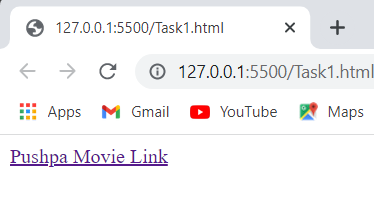 127.0.0.1:5500/Task1.html
127.0.0.1:5500/Task1.html
Apps Gmail YouTube Maps
Pushpa Movie Link